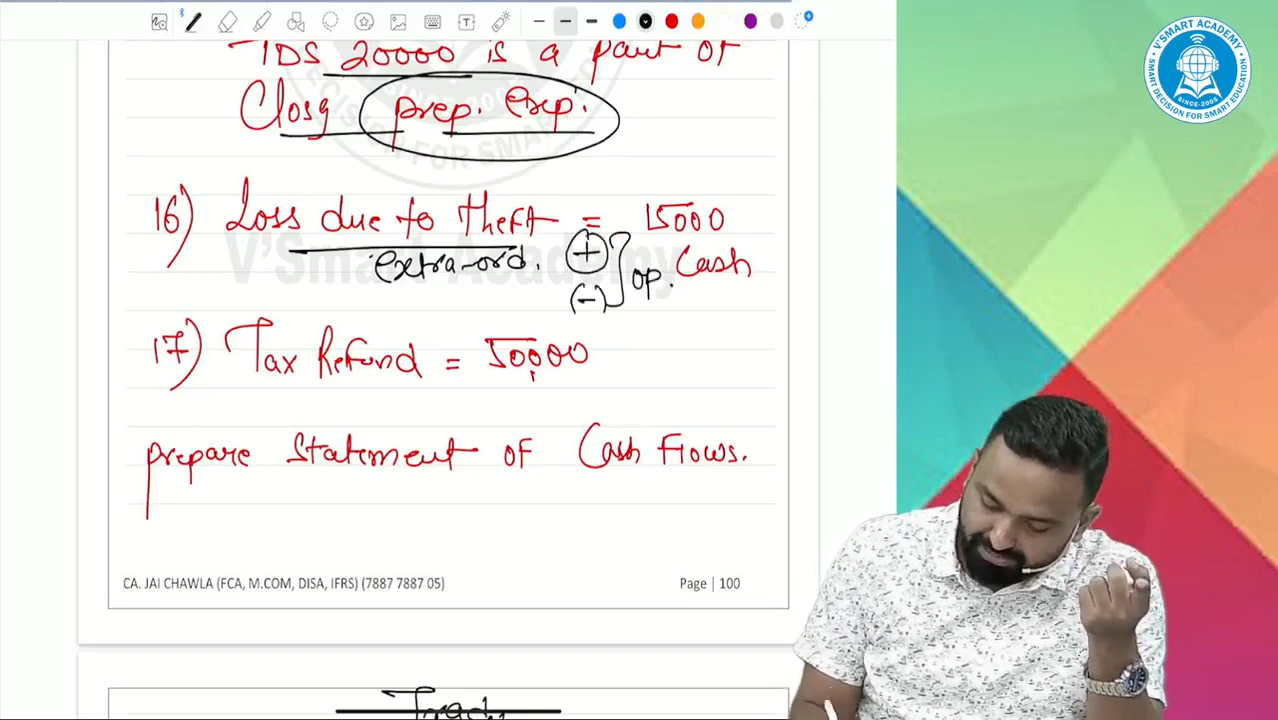 TDS 20000 is a part of
Closg prep. Exp.
16) Loss due to theft = 15000
extra-ord. (+) (-) } op. Cash
17) Tax Refund = 50000
prepare Statement of Cash Flows.
CA. JAI CHAWLA (FCA, M.COM, DISA, IFRS) (7887 7887 05) Page | 100
V'SMART ACADEMY
SMART DECISION FOR SMART EDUCATION
SINCE-2005
V'Smart Academy